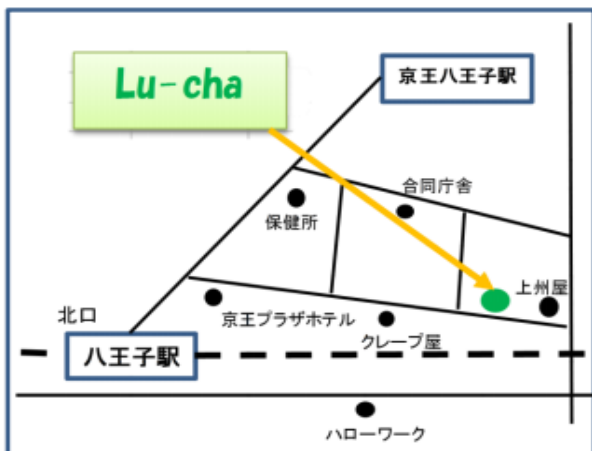 Lu-cha
京王八王子駅
合同庁舎
保健所
上州屋
北口
京王プラザホテル
クレープ屋
八王子駅
ハローワーク